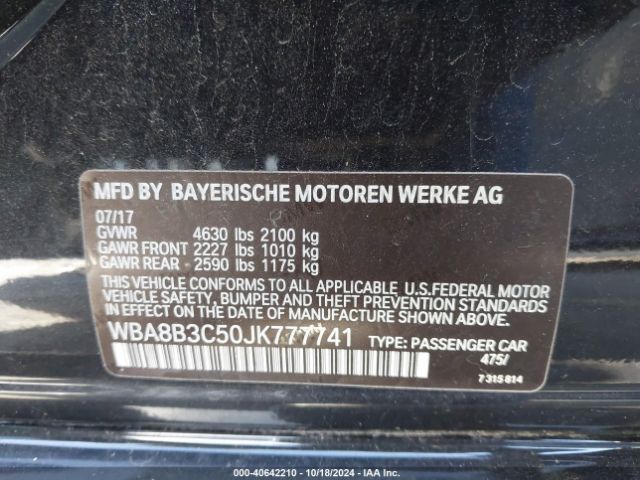 MFD BY BAYERISCHE MOTOREN WERKE AG
07/17
GVWR 4630 lbs 2100 kg
GAWR FRONT 2227 lbs 1010 kg
GAWR REAR 2590 lbs 1175 kg
THIS VEHICLE CONFORMS TO ALL APPLICABLE U.S.FEDERAL MOTOR
VEHICLE SAFETY, BUMPER AND THEFT PREVENTION STANDARDS
IN EFFECT ON THE DATE OF MANUFACTURE SHOWN ABOVE.
WBA8B3C50JK777741 TYPE: PASSENGER CAR
475/
7 315 814
000-40642210 - 10/18/2024 - IAA Inc.